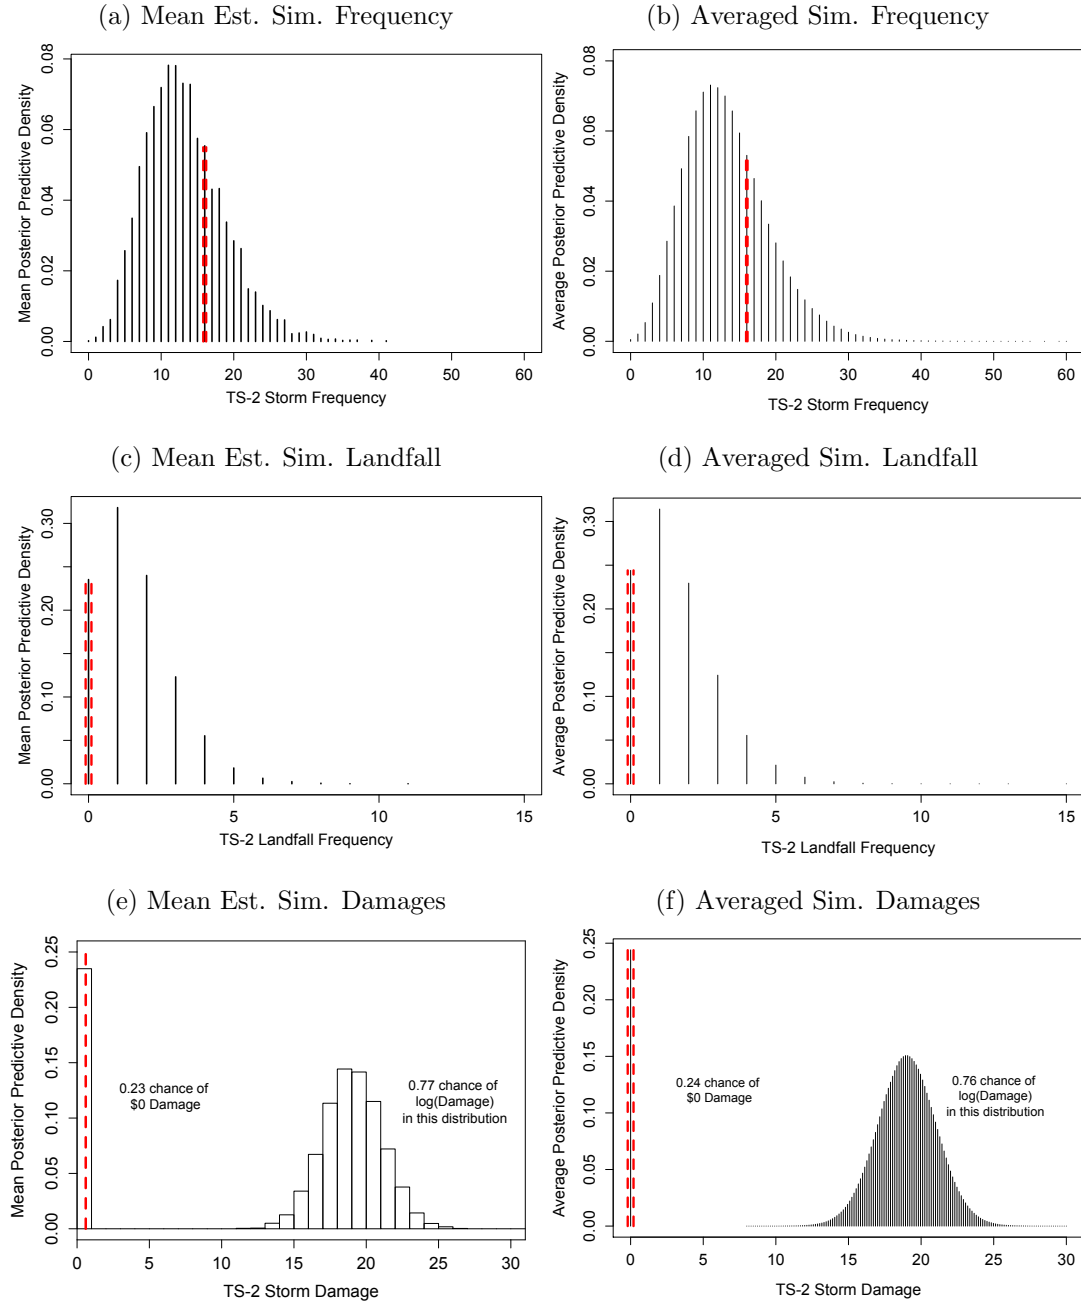 (a) Mean Est. Sim. Frequency
Mean Posterior Predictive Density
0.00 0.02 0.04 0.06 0.08
0 10 20 30 40 50 60
TS-2 Storm Frequency
(b) Averaged Sim. Frequency
Average Posterior Predictive Density
0.00 0.02 0.04 0.06 0.08
0 10 20 30 40 50 60
TS-2 Storm Frequency
(c) Mean Est. Sim. Landfall
Mean Posterior Predictive Density
0.00 0.10 0.20 0.30
0 5 10 15
TS-2 Landfall Frequency
(d) Averaged Sim. Landfall
Average Posterior Predictive Density
0.00 0.10 0.20 0.30
0 5 10 15
TS-2 Landfall Frequency
(e) Mean Est. Sim. Damages
Mean Posterior Predictive Density
0.00 0.05 0.10 0.15 0.20 0.25
0.23 chance of
$0 Damage
0.77 chance of
log(Damage)
in this distribution
0 5 10 15 20 25 30
TS-2 Storm Damage
(f) Averaged Sim. Damages
Average Posterior Predictive Density
0.00 0.05 0.10 0.15 0.20 0.25
0.24 chance of
$0 Damage
0.76 chance of
log(Damage)
in this distribution
0 5 10 15 20 25 30
TS-2 Storm Damage